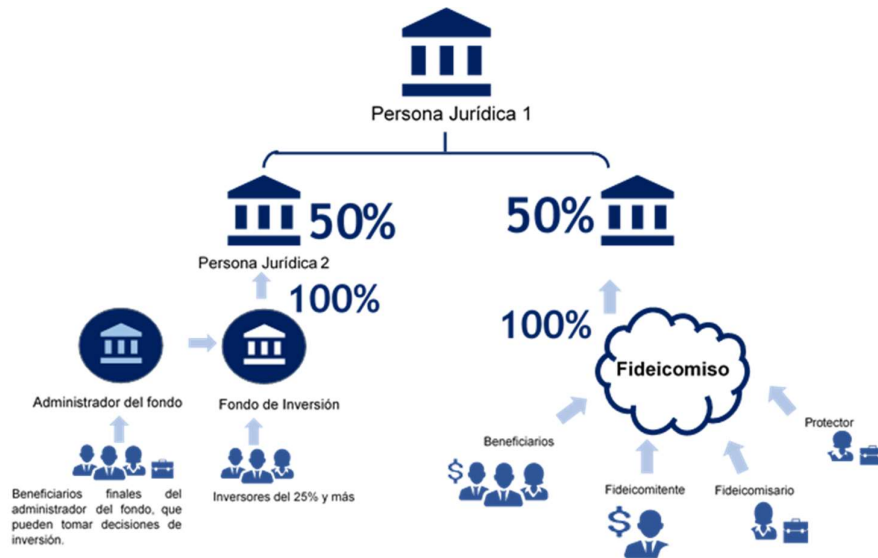 Persona Jurídica 1
50%
50%
Persona Jurídica 2
100%
100%
Fideicomiso
Administrador del fondo
Fondo de Inversión
Protector
Beneficiarios
$
Beneficiarios finales del
administrador del fondo, que
pueden tomar decisiones de
inversión.
Inversores del 25% y más
Fideicomitente
Fideicomisario
$